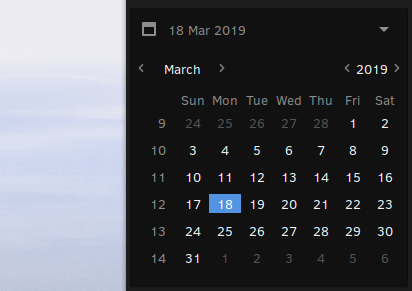 18 Mar 2019
March 2019
Sun Mon Tue Wed Thu Fri Sat
9 24 25 26 27 28 1 2
10 3 4 5 6 7 8 9
11 10 11 12 13 14 15 16
12 17 18 19 20 21 22 23
13 24 25 26 27 28 29 30
14 31 1 2 3 4 5 6